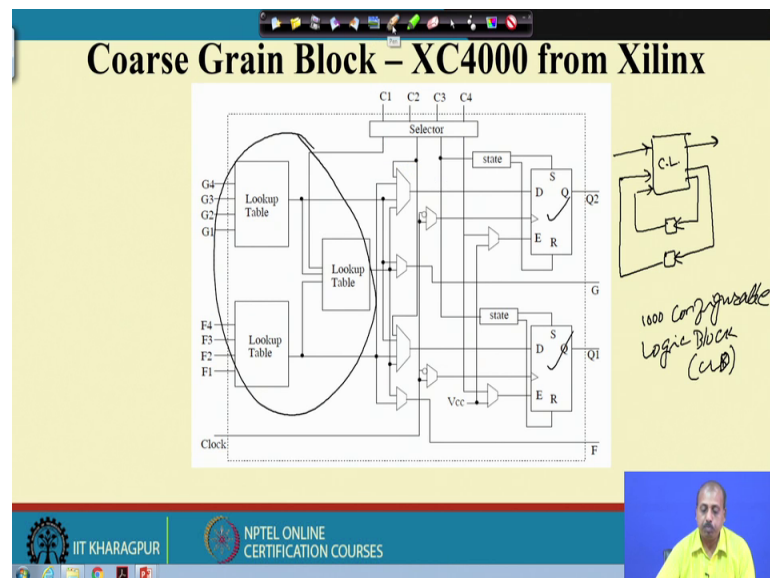 Pen
Coarse Grain Block – XC4000 from Xilinx
C1 C2 C3 C4
Selector
state
S
D Q
Q2
E R
G4
G3
G2
G1
Lookup
Table
Lookup
Table
G
F4
F3
F2
F1
Lookup
Table
state
S
D Q
Q1
Vcc
E R
Clock
F
C.L.
1000 Configurable
Logic Block
(CLB)
IIT KHARAGPUR
NPTEL ONLINE
CERTIFICATION COURSES